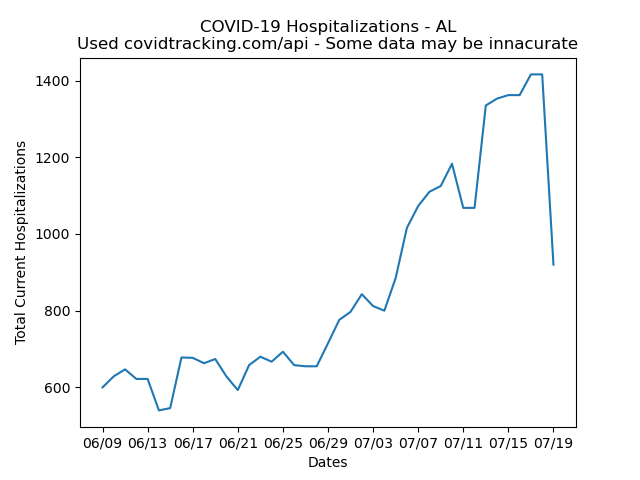 COVID-19 Hospitalizations - AL
Used covidtracking.com/api - Some data may be innacurate
1400
1200
1000
800
600
Total Current Hospitalizations
06/09 06/13 06/17 06/21 06/25 06/29 07/03 07/07 07/11 07/15 07/19
Dates